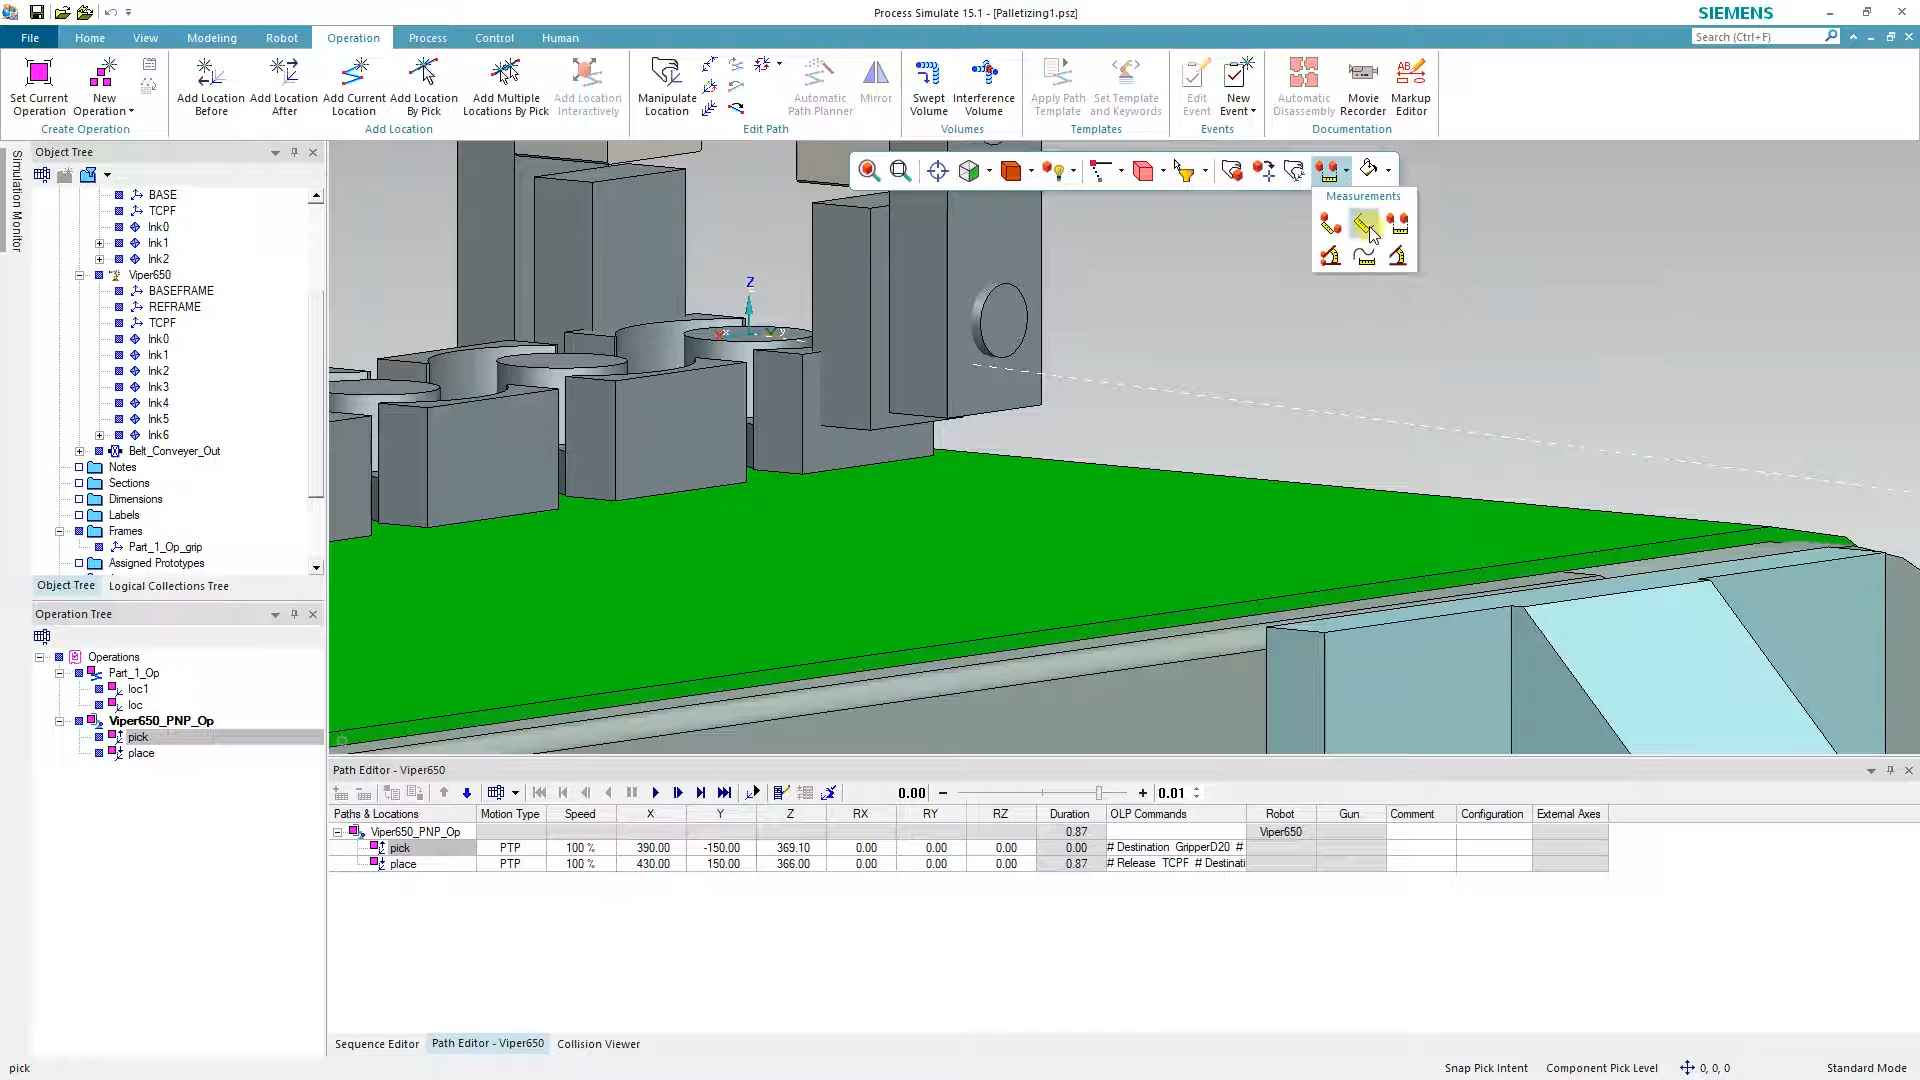 Process Simulate 15.1 - [Palletizing1.psz]
SIEMENS
File Home View Modeling Robot Operation Process Control Human
Search (Ctrl+F)
Set Current Operation
New Operation
Create Operation
Add Location Before
Add Location After
Add Current Location
Add Location By Pick
Add Multiple Locations By Pick
Add Location Interactively
Add Location
Manipulate Location
Automatic Path Planner
Mirror
Edit Path
Swept Volume
Interference Volume
Volumes
Apply Path Template
Set Template and Keywords
Templates
Edit Event
New Event
Events
Automatic Disassembly
Movie Recorder
Markup Editor
Documentation
Simulation Monitor
Object Tree
BASE
TCPF
lnk0
lnk1
lnk2
Viper650
BASEFRAME
REFRAME
TCPF
lnk0
lnk1
lnk2
lnk3
lnk4
lnk5
lnk6
Belt_Conveyer_Out
Notes
Sections
Dimensions
Labels
Frames
Part_1_Op_grip
Assigned Prototypes
Object Tree Logical Collections Tree
Operation Tree
Operations
Part_1_Op
loc1
loc
Viper650_PNP_Op
pick
place
Measurements
Z
Path Editor - Viper650
0.00 0.01
Paths & Locations Motion Type Speed X Y Z RX RY RZ Duration OLP Commands Robot Gun Comment Configuration External Axes
Viper650_PNP_Op 0.87 Viper650
pick PTP 100 % 390.00 -150.00 369.10 0.00 0.00 0.00 0.00 # Destination GripperD20 #
place PTP 100 % 430.00 150.00 366.00 0.00 0.00 0.00 0.87 # Release TCPF # Destinati
Sequence Editor Path Editor - Viper650 Collision Viewer
pick
Snap Pick Intent Component Pick Level 0, 0, 0 Standard Mode